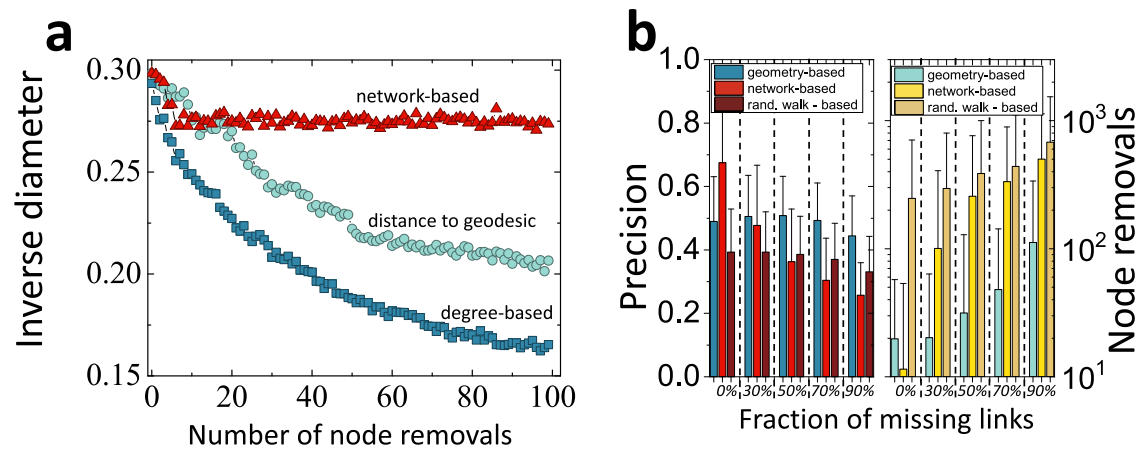 a
Inverse diameter
0.30
0.25
0.20
0.15
network-based
distance to geodesic
degree-based
0 20 40 60 80 100
Number of node removals
b
Precision
1.0
0.8
0.6
0.4
0.2
0.0
geometry-based
network-based
rand. walk - based
geometry-based
network-based
rand. walk - based
0% 30% 50% 70% 90%
0% 30% 50% 70% 90%
Fraction of missing links
10³
10²
10¹
Node removals